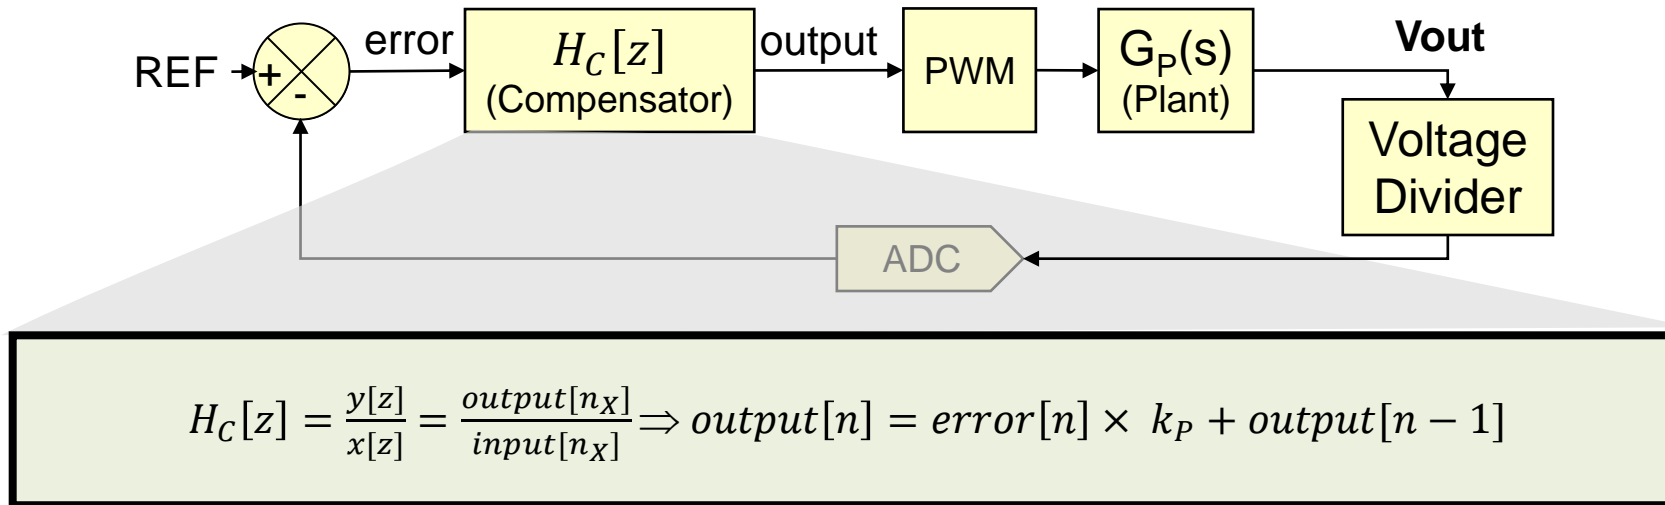 REF
+
-
error
H_C[z]
(Compensator)
output
PWM
G_P(s)
(Plant)
Vout
Voltage
Divider
ADC
H_C[z] = y[z]/x[z] = output[n_X]/input[n_X] ⇒ output[n] = error[n] × k_P + output[n − 1]